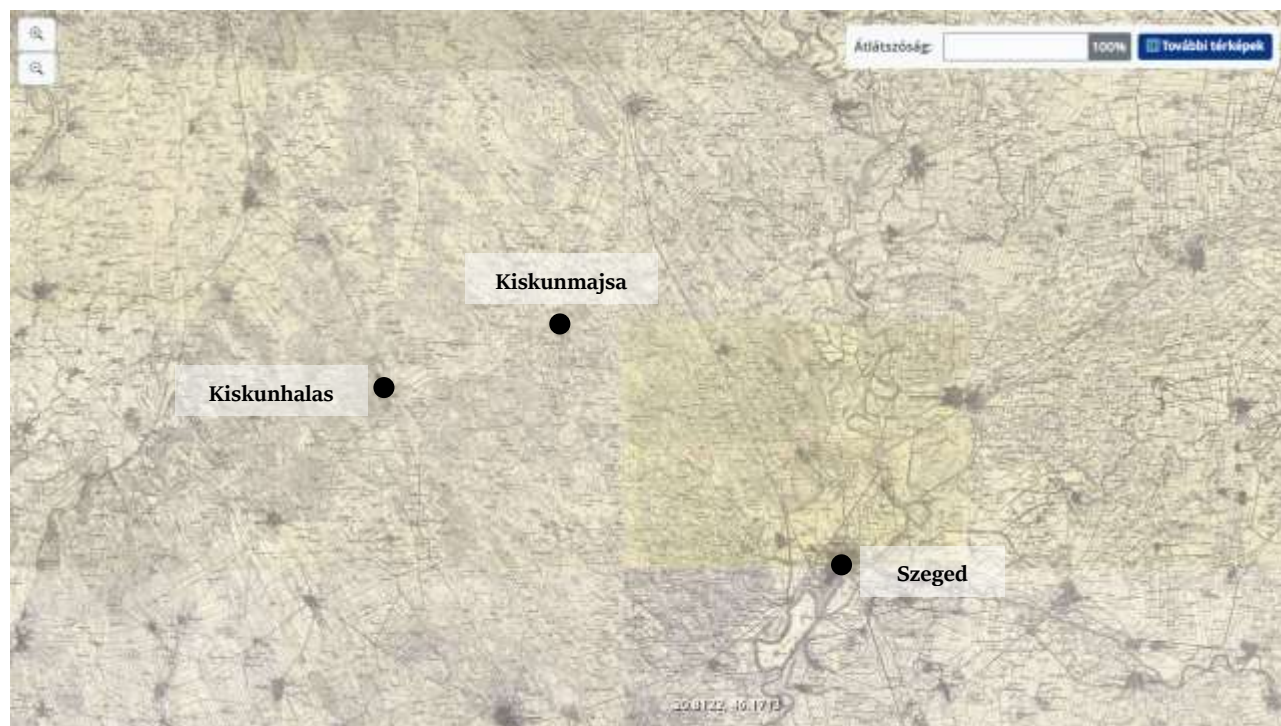 Átlátszóság:
100%
További térképek
Kiskunmajsa
Kiskunhalas
Szeged